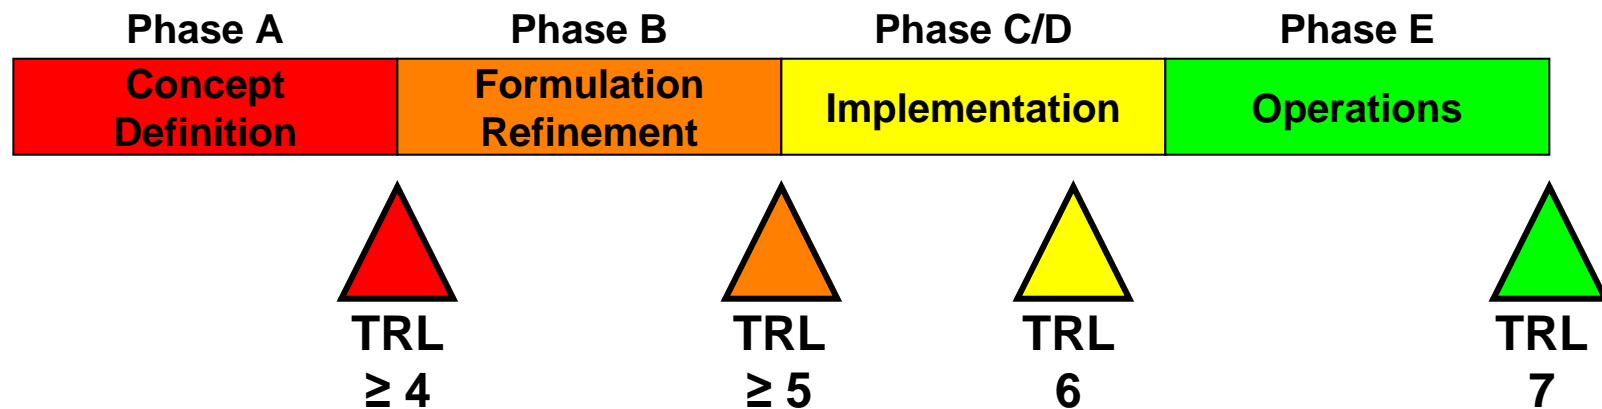 Phase A
Phase B
Phase C/D
Phase E
Concept
Definition
Formulation
Refinement
Implementation
Operations
TRL
≥ 4
TRL
≥ 5
TRL
6
TRL
7